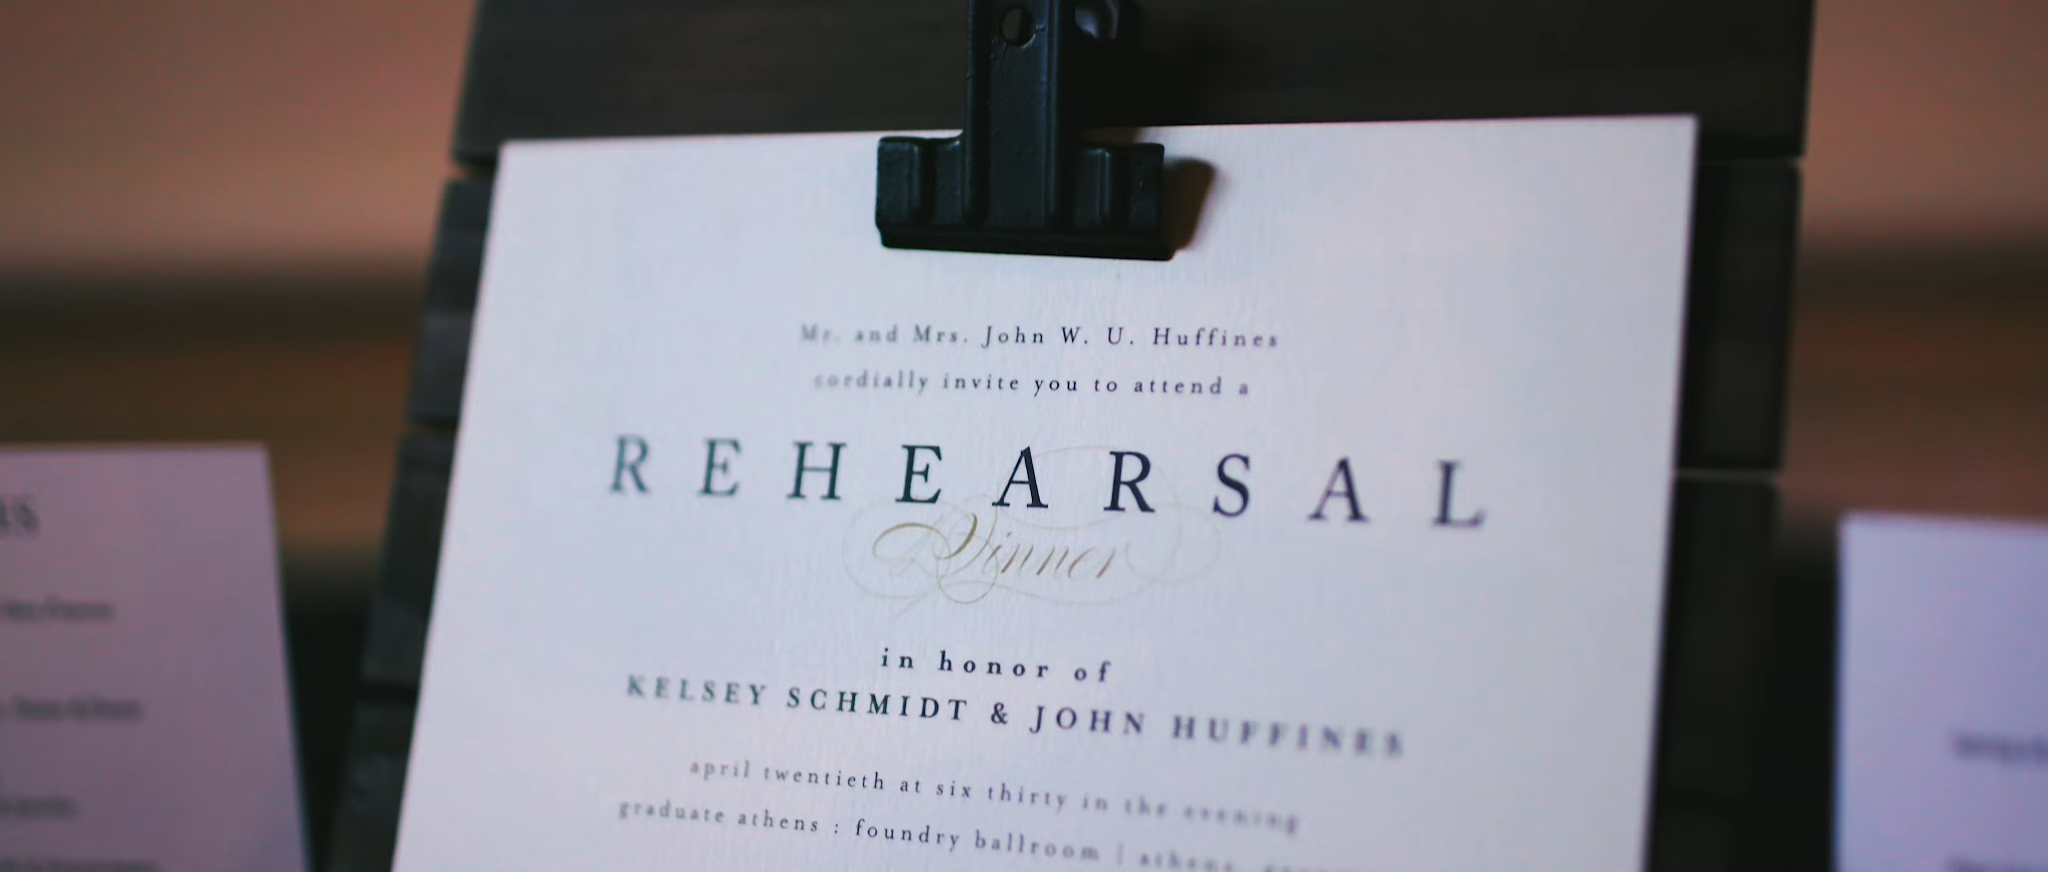 Mr. and Mrs. John W. U. Huffines
cordially invite you to attend a
REHEARSAL
Dinner
in honor of
KELSEY SCHMIDT & JOHN HUFFINES
april twentieth at six thirty in the evening
graduate athens : foundry ballroom | athens,